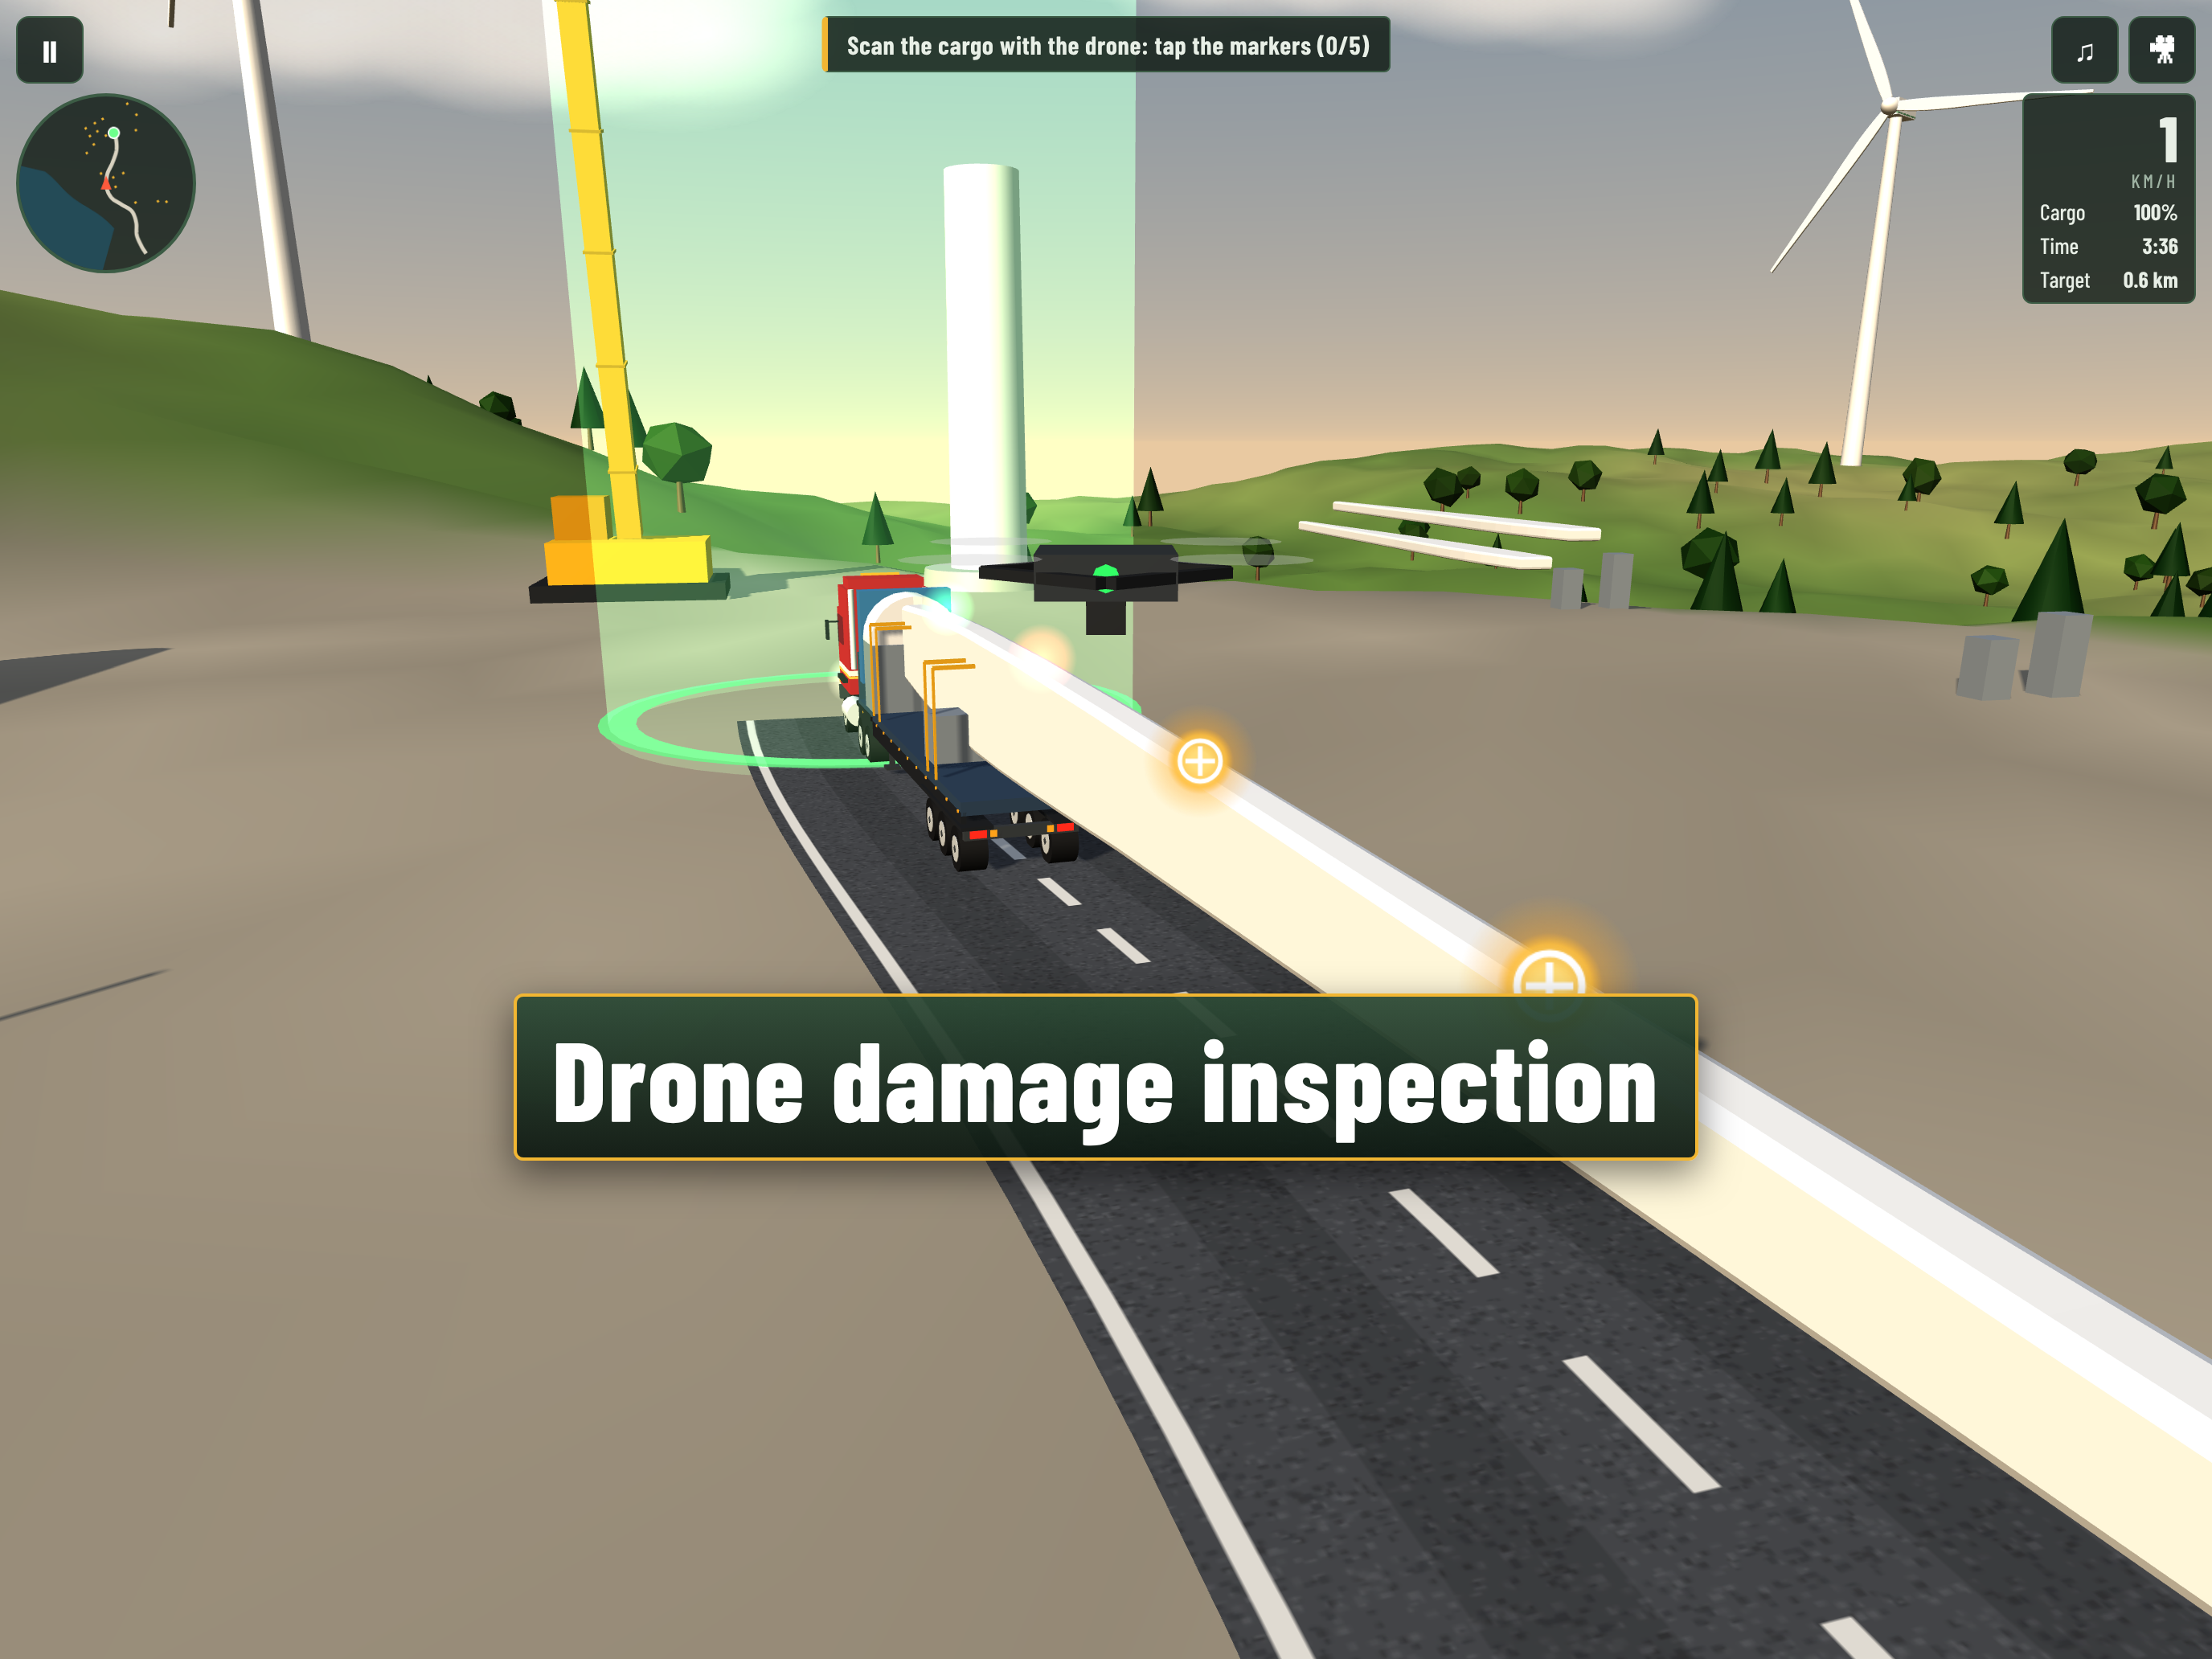 Scan the cargo with the drone: tap the markers (0/5)
1
KM/H
Cargo 100%
Time 3:36
Target 0.6 km
Drone damage inspection